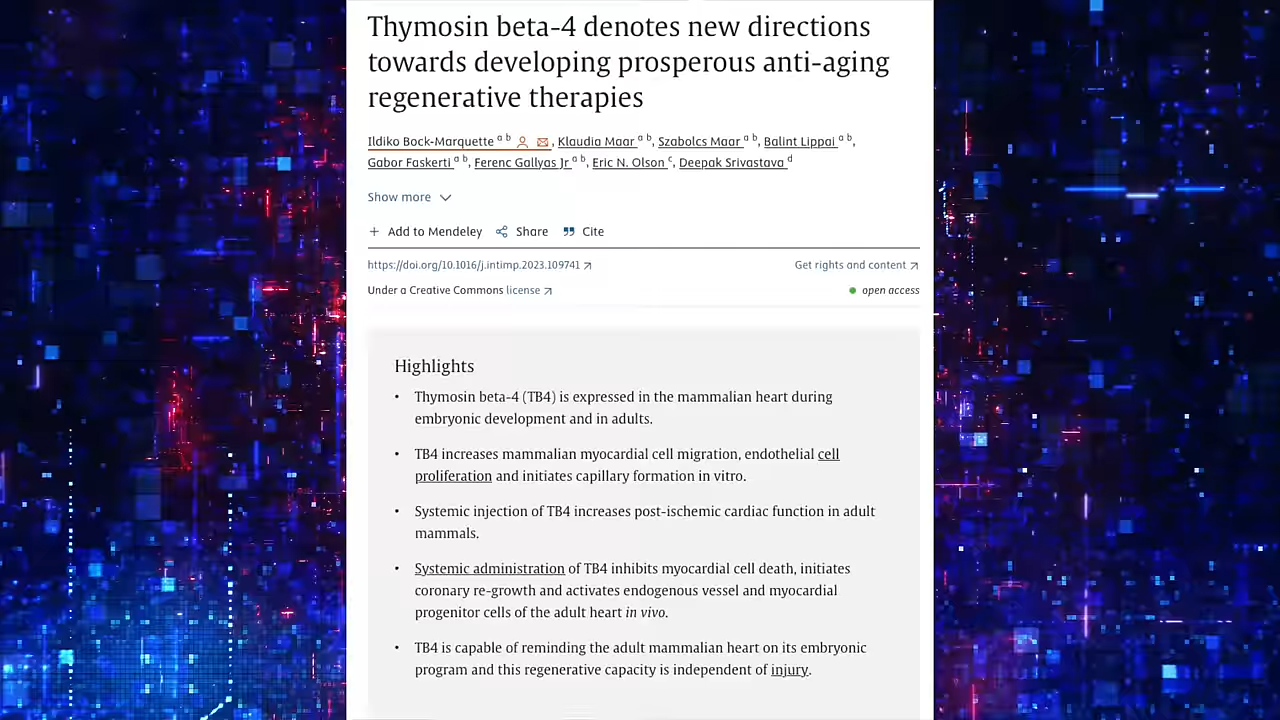 Thymosin beta-4 denotes new directions
towards developing prosperous anti-aging
regenerative therapies
Ildiko Bock-Marquette a b, Klaudia Maar a b, Szabolcs Maar a b, Balint Lippai a b,
Gabor Faskerti a b, Ferenc Gallyas Jr a b, Eric N. Olson c, Deepak Srivastava d
Show more
+ Add to Mendeley Share Cite
https://doi.org/10.1016/j.intimp.2023.109741 Get rights and content
Under a Creative Commons license open access
Highlights
• Thymosin beta-4 (TB4) is expressed in the mammalian heart during
embryonic development and in adults.
• TB4 increases mammalian myocardial cell migration, endothelial cell
proliferation and initiates capillary formation in vitro.
• Systemic injection of TB4 increases post-ischemic cardiac function in adult
mammals.
• Systemic administration of TB4 inhibits myocardial cell death, initiates
coronary re-growth and activates endogenous vessel and myocardial
progenitor cells of the adult heart in vivo.
• TB4 is capable of reminding the adult mammalian heart on its embryonic
program and this regenerative capacity is independent of injury.